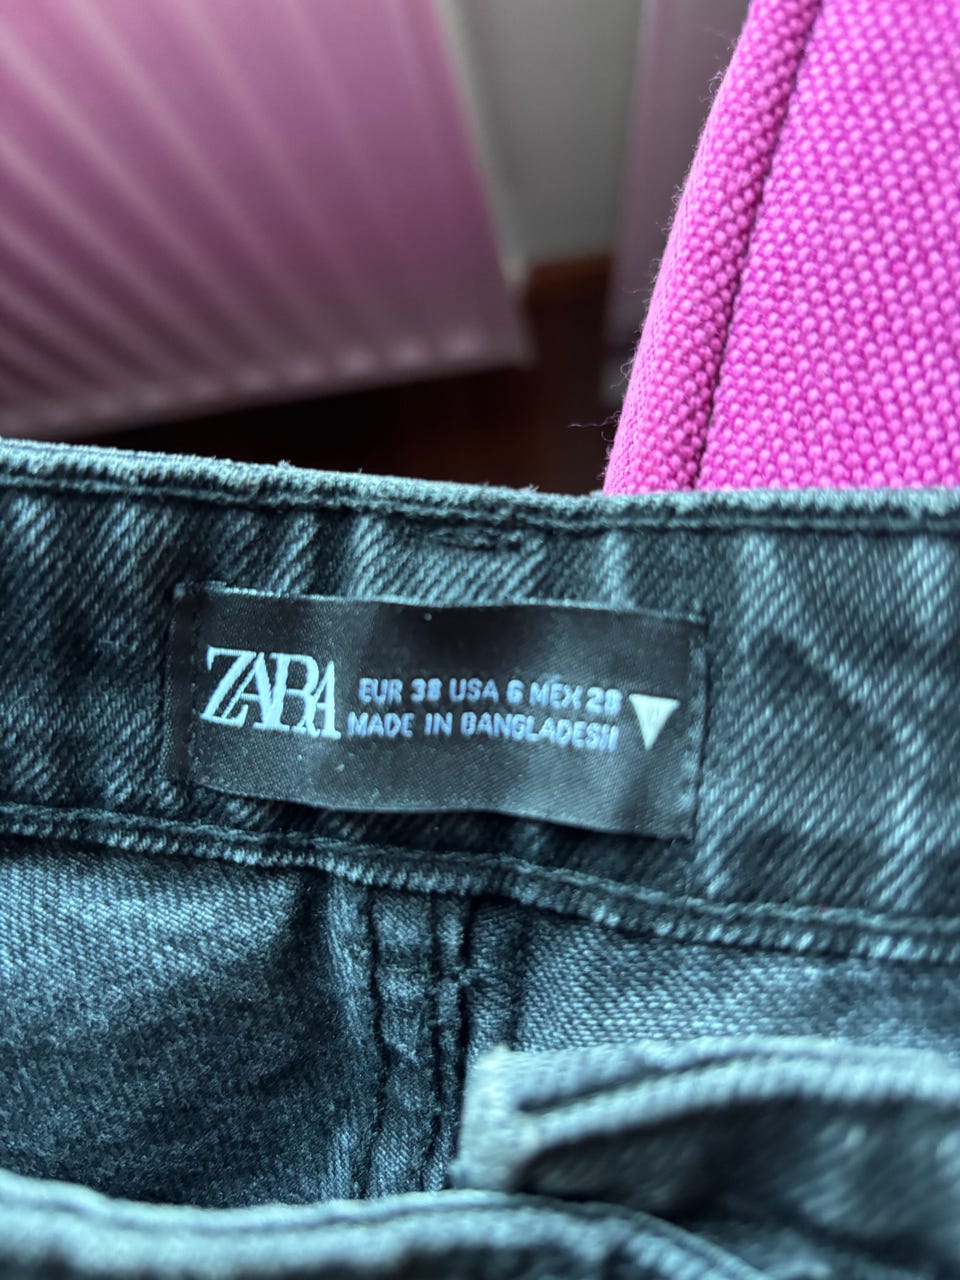 ZARA
EUR 38 USA 6 MEX 28
MADE IN BANGLADESH